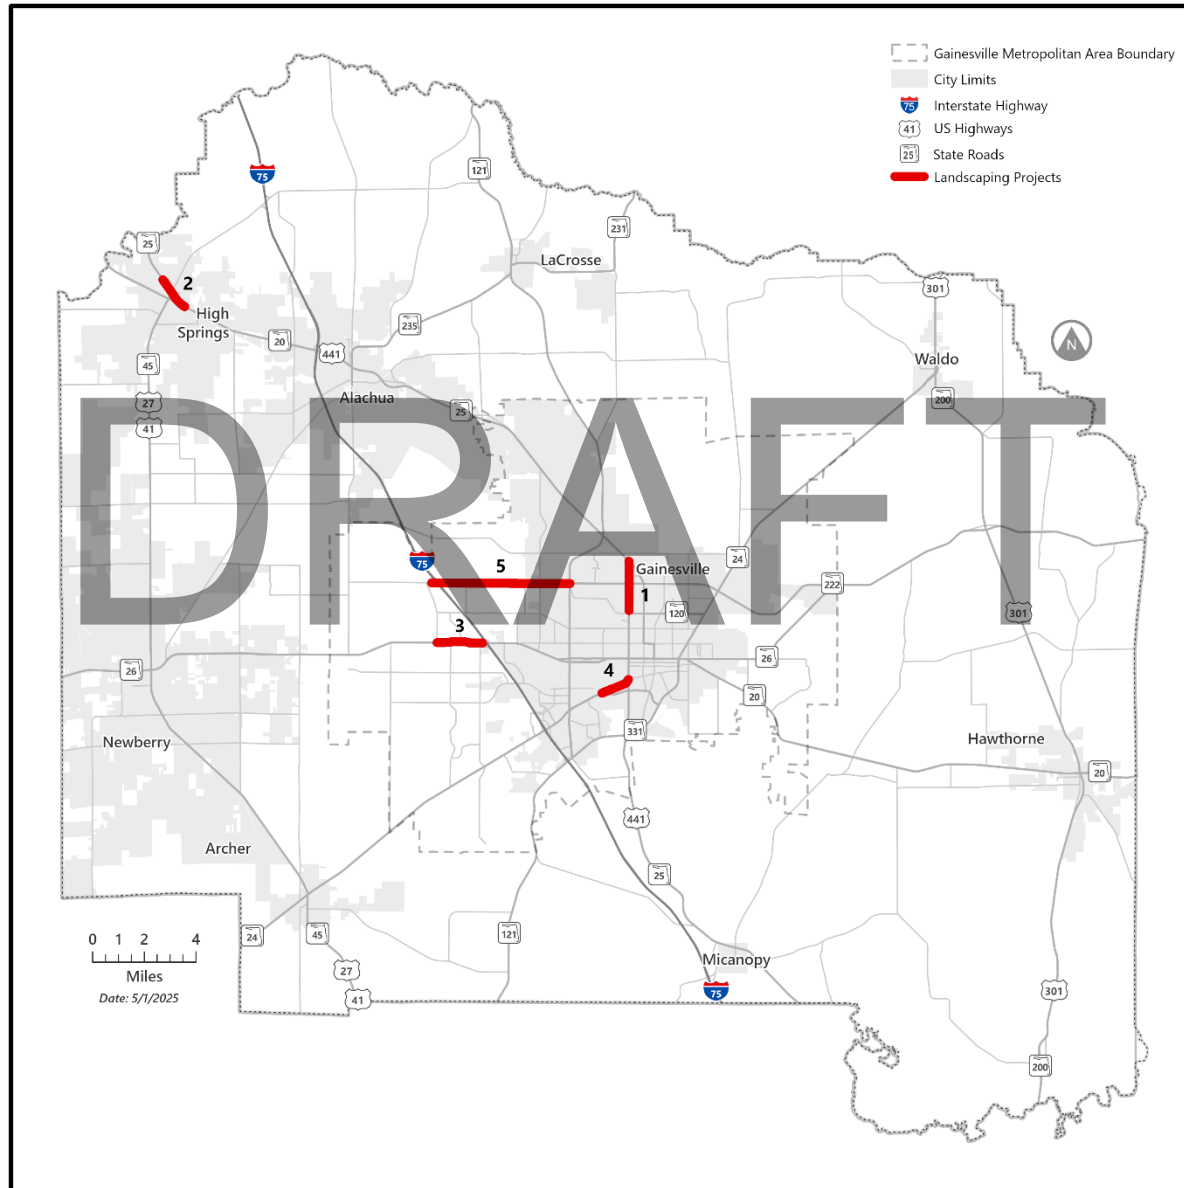 Gainesville Metropolitan Area Boundary
City Limits
75 Interstate Highway
41 US Highways
25 State Roads
Landscaping Projects
75
121
231
25
LaCrosse
2
301
High
Springs
235
20
441
N
Waldo
45
Alachua
27
200
25
41
DRAFT
24
75
5
Gainesville
222
1
120
301
3
26
26
4
20
331
Newberry
Hawthorne
20
441
Archer
25
24
45
121
0 1 2 4
Miles
Date: 5/1/2025
27
Micanopy
75
41
301
200